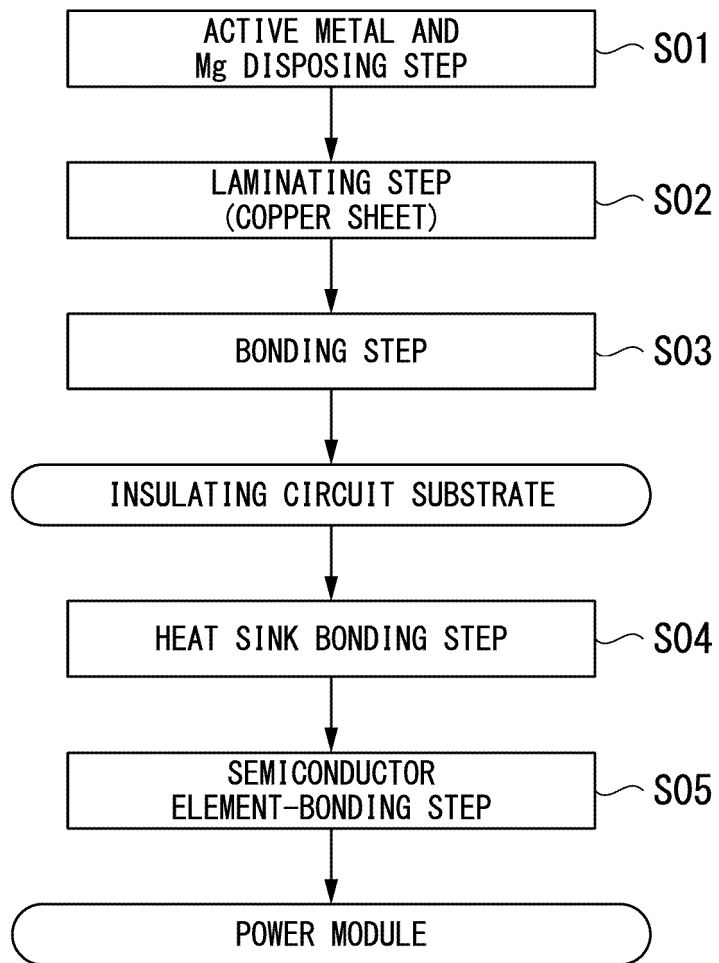 ACTIVE METAL AND
Mg DISPOSING STEP
S01
LAMINATING STEP
(COPPER SHEET)
S02
BONDING STEP
S03
INSULATING CIRCUIT SUBSTRATE
HEAT SINK BONDING STEP
S04
SEMICONDUCTOR
ELEMENT-BONDING STEP
S05
POWER MODULE